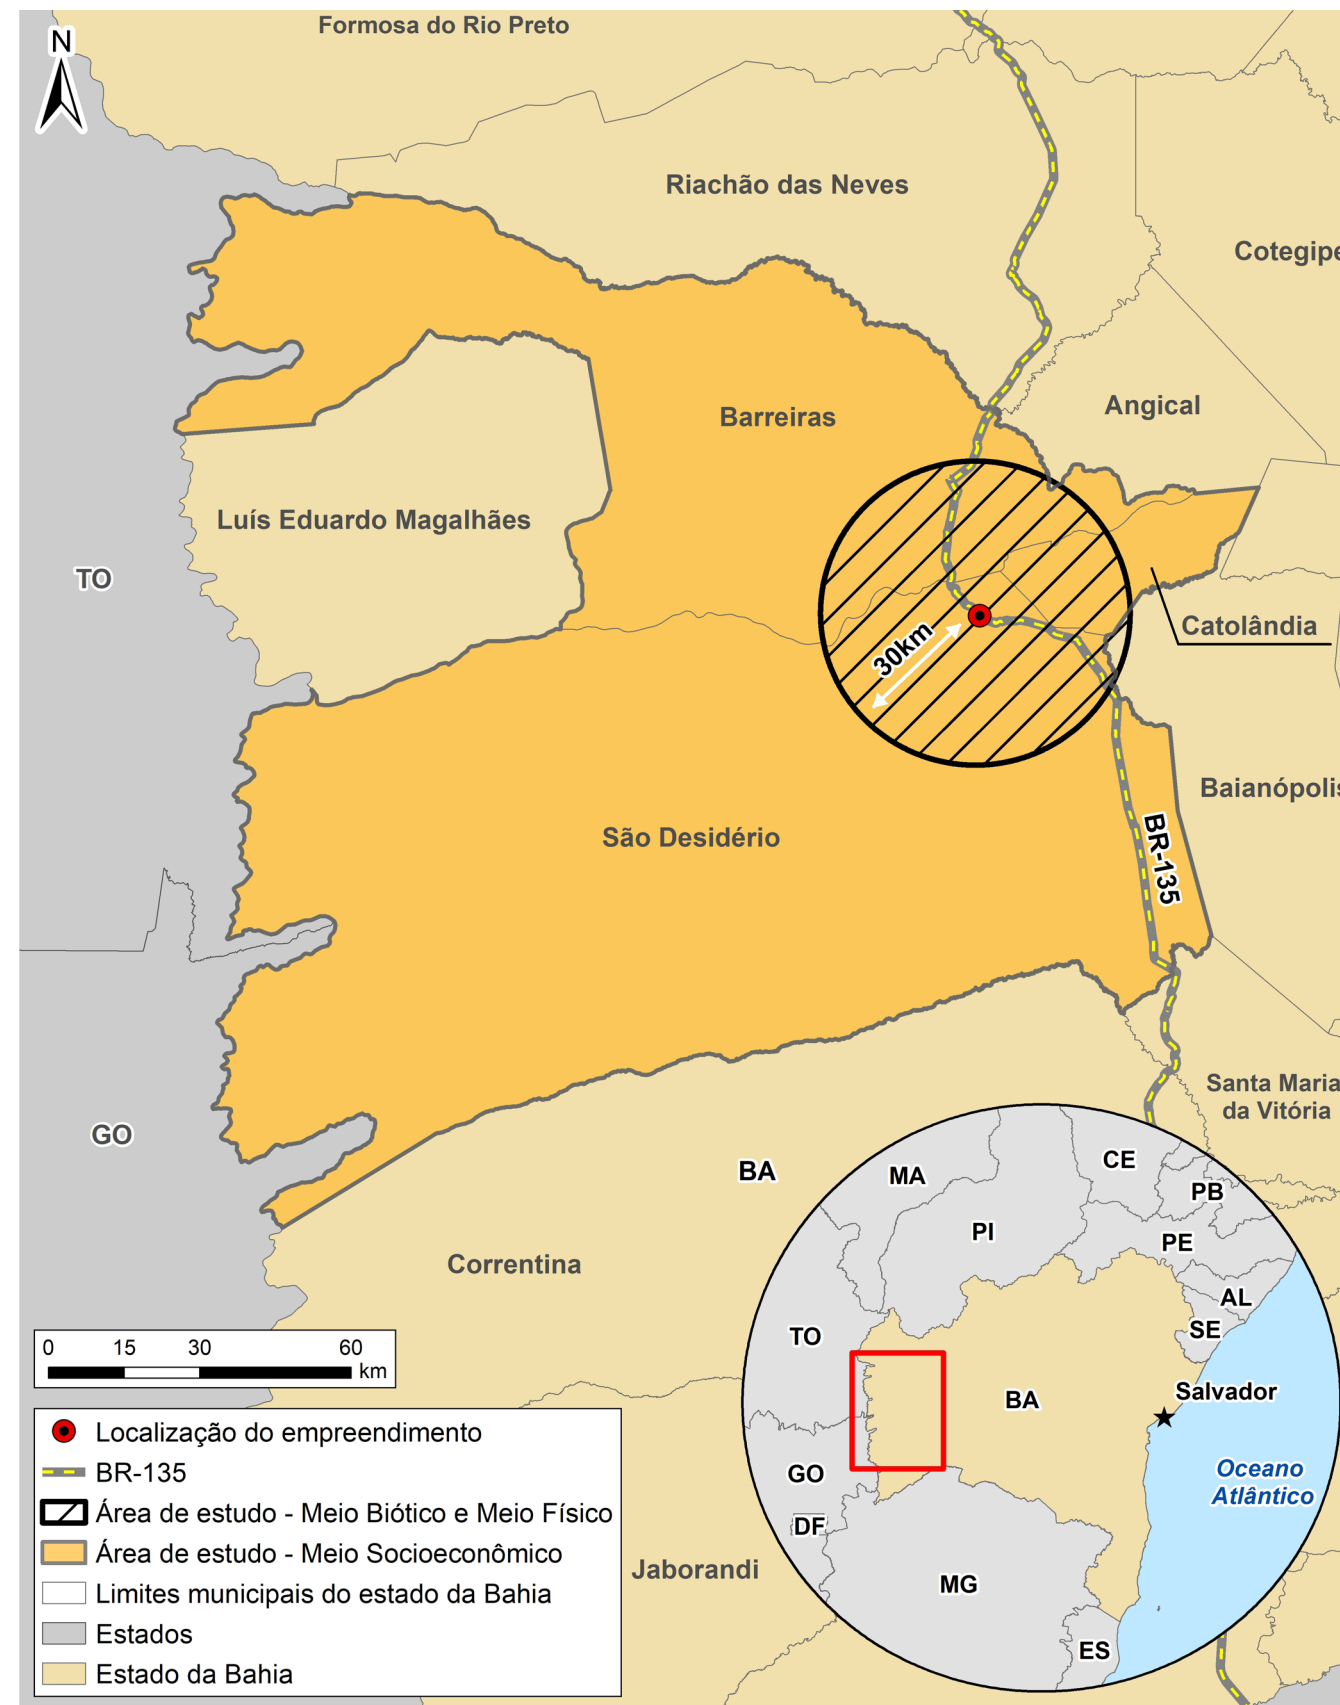 Formosa do Rio Preto
N
Riachão das Neves
Cotegipe
Barreiras
Angical
Luís Eduardo Magalhães
TO
Catolândia
30km
Baianópolis
São Desidério
BR-135
Santa Maria
da Vitória
GO
BA
Correntina
Jaborandi
MA
CE
PB
PI
PE
AL
SE
TO
BA
Salvador
GO
Oceano
Atlântico
DF
MG
ES
0 15 30 60
km
Localização do empreendimento
BR-135
Área de estudo - Meio Biótico e Meio Físico
Área de estudo - Meio Socioeconômico
Limites municipais do estado da Bahia
Estados
Estado da Bahia